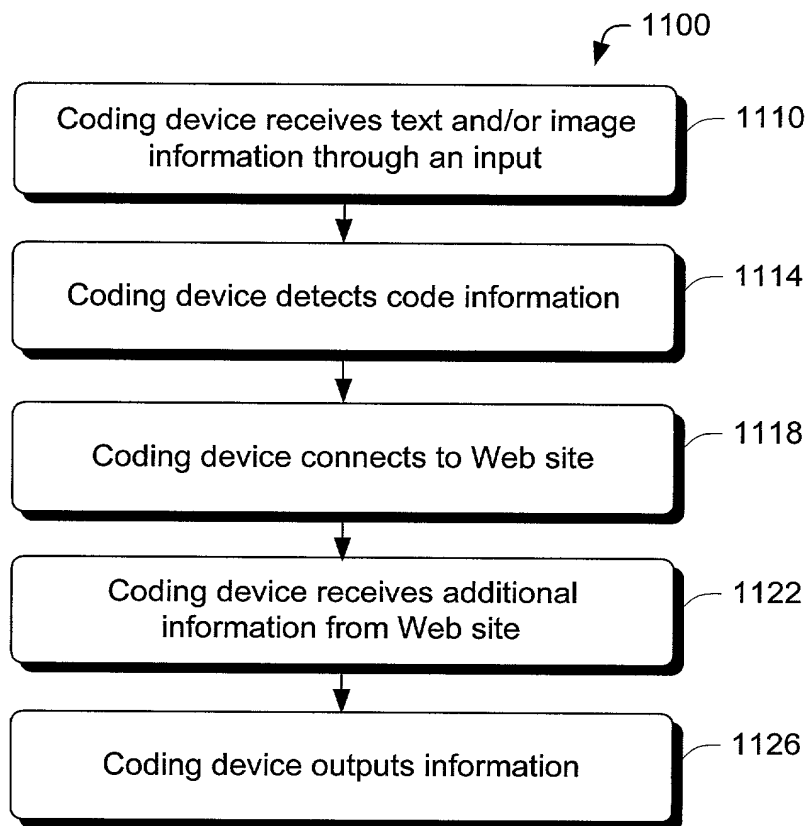 1100
Coding device receives text and/or image
information through an input
1110
Coding device detects code information
1114
Coding device connects to Web site
1118
Coding device receives additional
information from Web site
1122
Coding device outputs information
1126